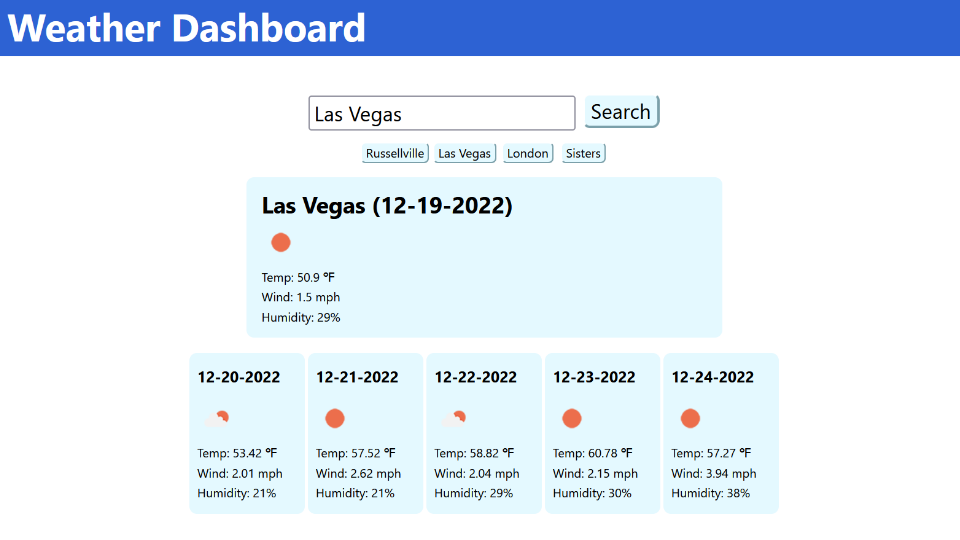 Weather Dashboard
Las Vegas Search
Russellville Las Vegas London Sisters
Las Vegas (12-19-2022)
Temp: 50.9 °F
Wind: 1.5 mph
Humidity: 29%
12-20-2022
Temp: 53.42 °F
Wind: 2.01 mph
Humidity: 21%
12-21-2022
Temp: 57.52 °F
Wind: 2.62 mph
Humidity: 21%
12-22-2022
Temp: 58.82 °F
Wind: 2.04 mph
Humidity: 29%
12-23-2022
Temp: 60.78 °F
Wind: 2.15 mph
Humidity: 30%
12-24-2022
Temp: 57.27 °F
Wind: 3.94 mph
Humidity: 38%